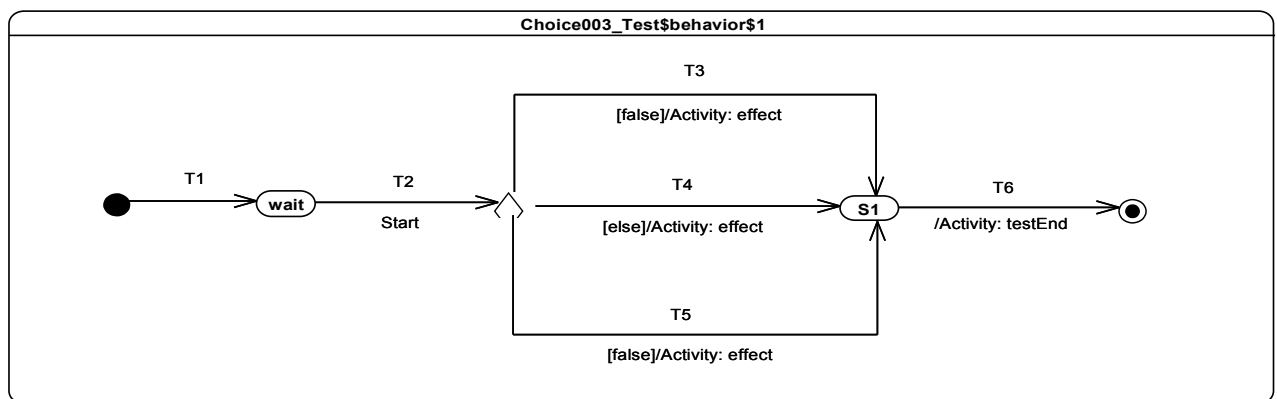 Choice003_Test$behavior$1
T3
[false]/Activity: effect
T1
wait
T2
Start
T4
[else]/Activity: effect
S1
T6
/Activity: testEnd
T5
[false]/Activity: effect